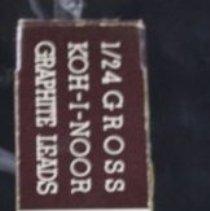 1/24 GROSS
KOH-I-NOOR
GRAPHITE LEADS